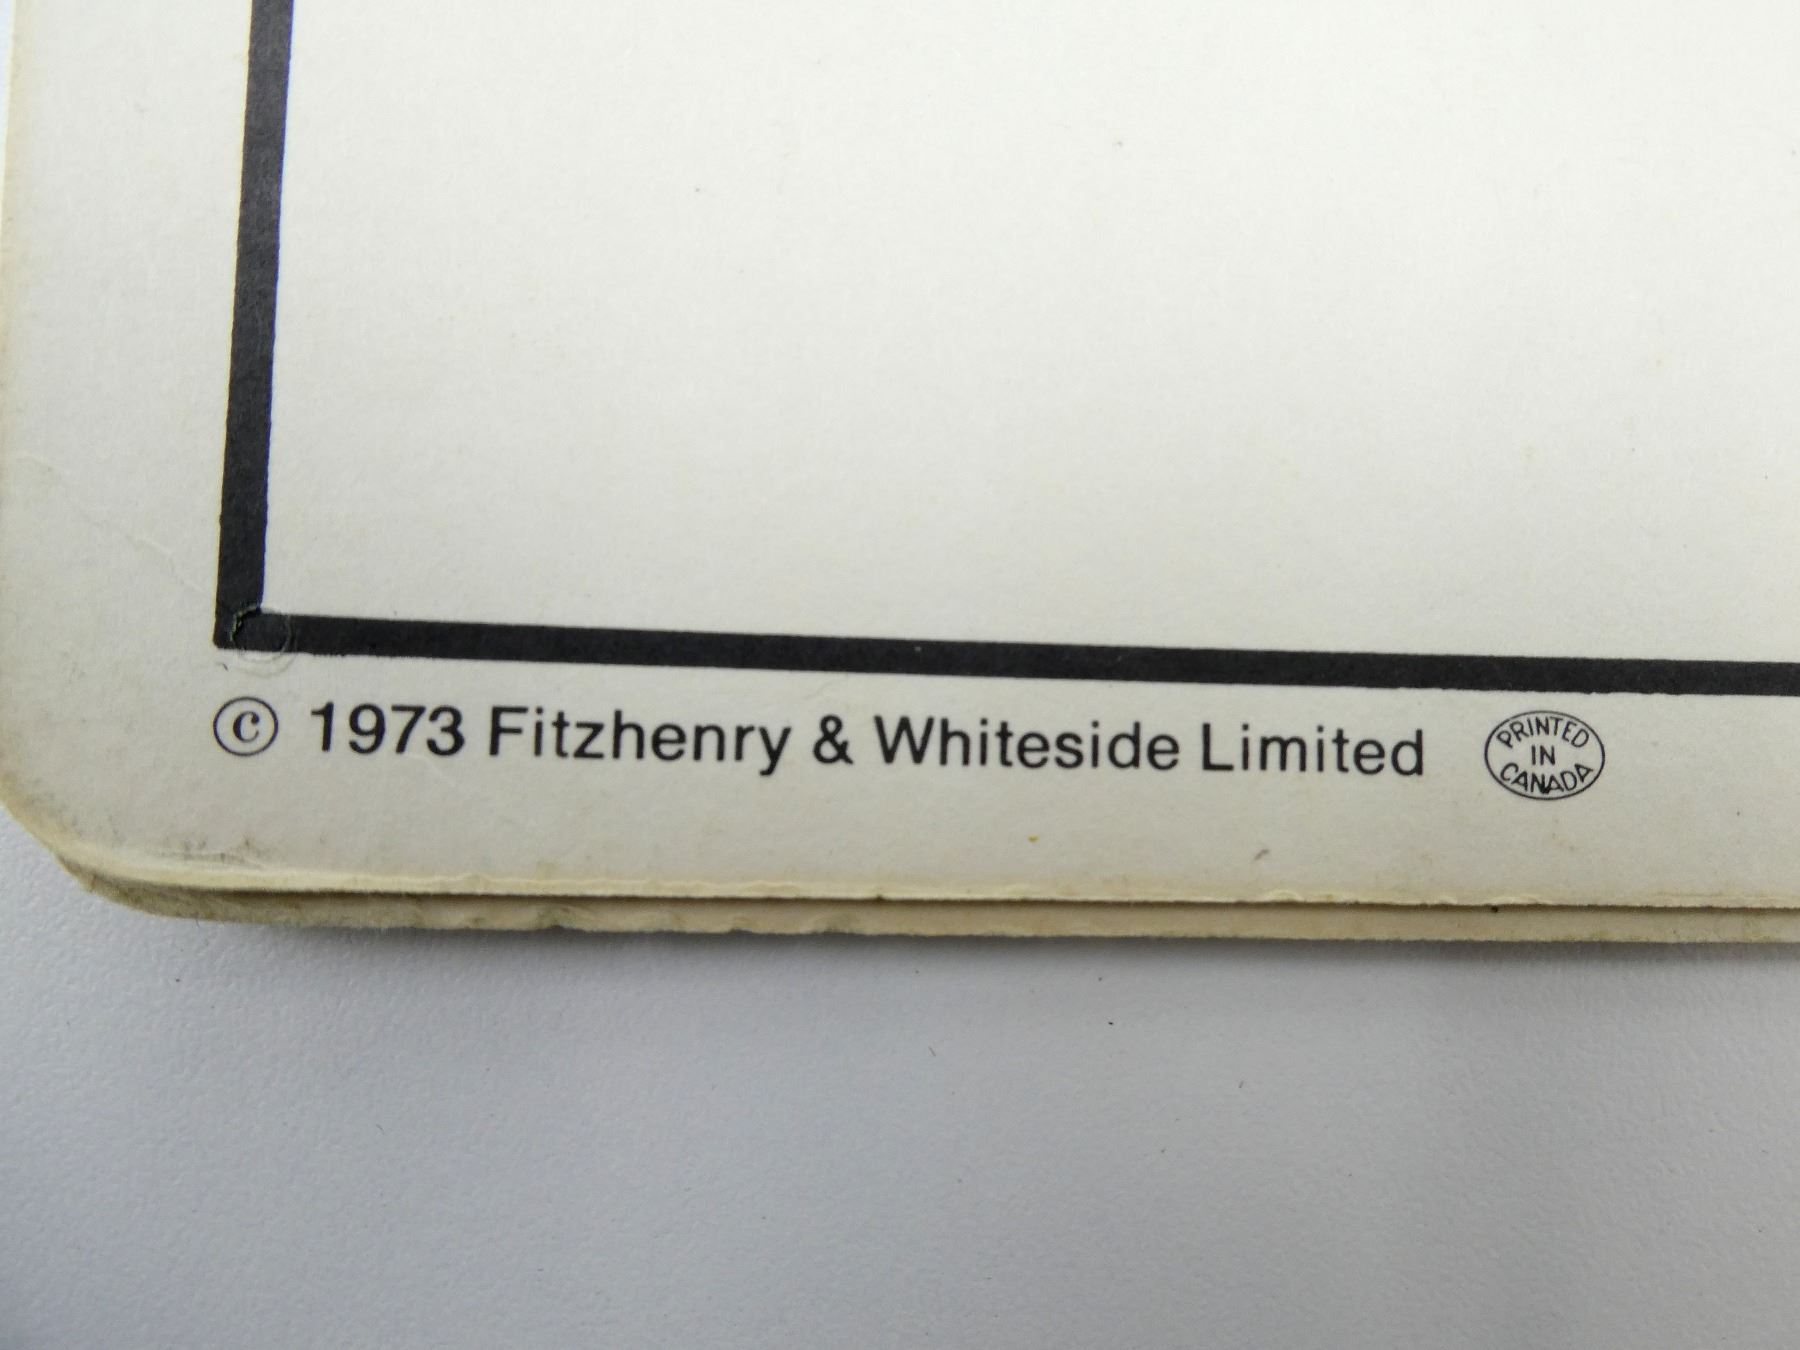 © 1973 Fitzhenry & Whiteside Limited
PRINTED
IN
CANADA